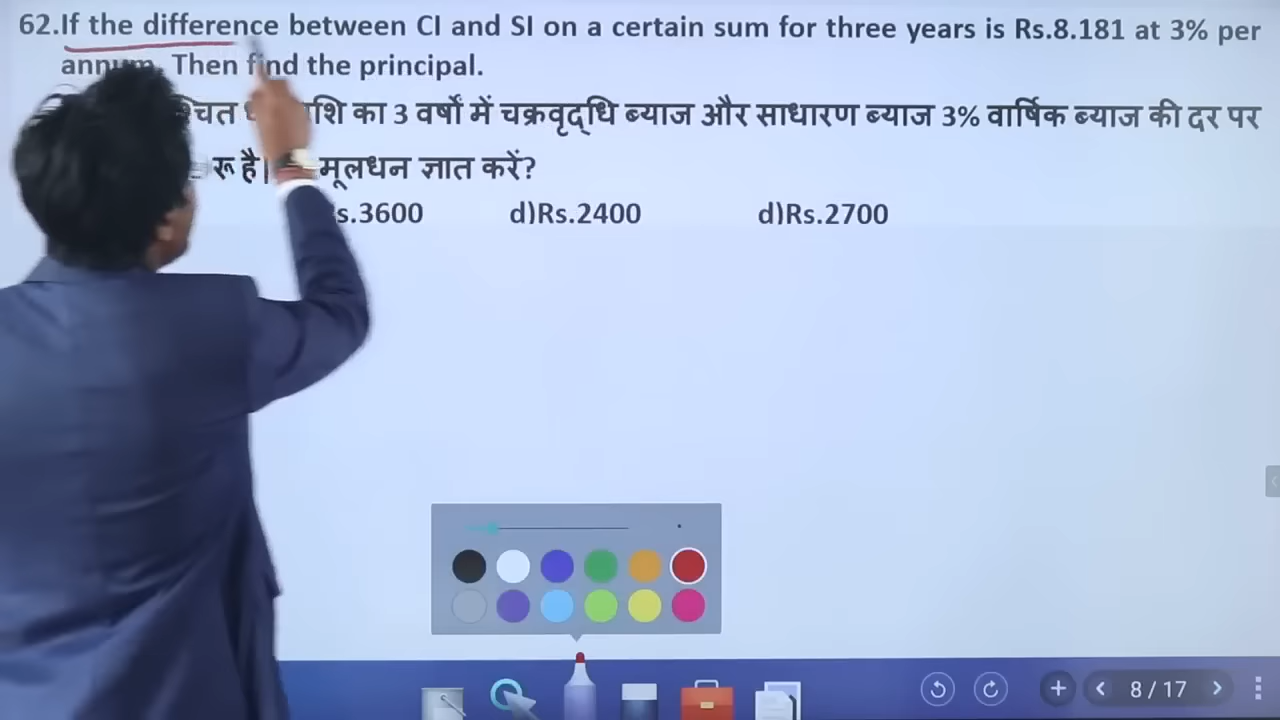 62.If the difference between CI and SI on a certain sum for three years is Rs.8.181 at 3% per
annum. Then find the principal.
राशि का 3 वर्षों में चक्रवृद्धि ब्याज और साधारण ब्याज 3% वार्षिक ब्याज की दर पर
रू है। मूलधन ज्ञात करें?
s.3600 d)Rs.2400 d)Rs.2700
8 / 17